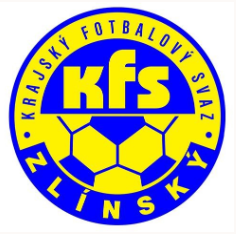 • KRAJSKÝ FOTBALOVÝ SVAZ •
kfs
ZLÍNSKÝ